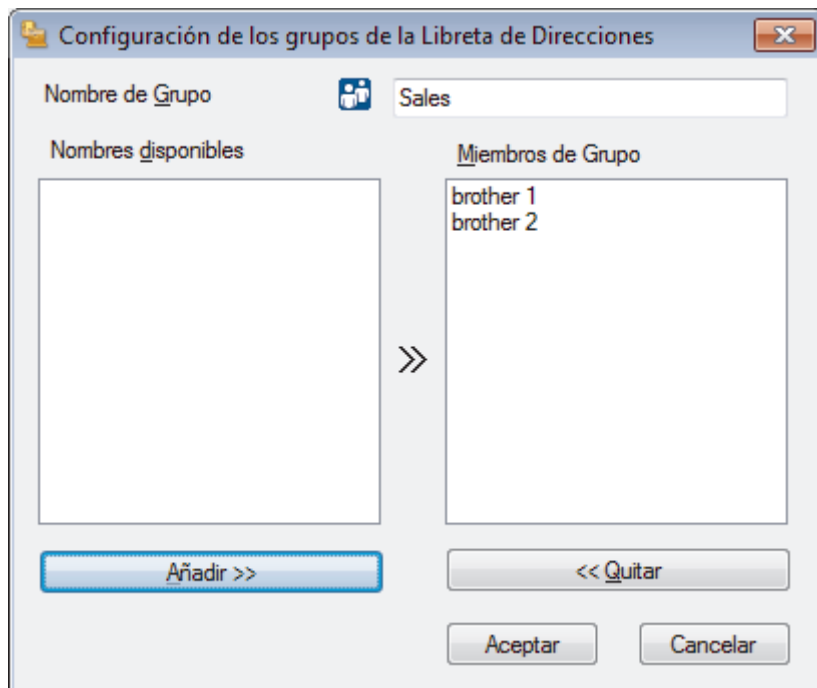 Configuración de los grupos de la Libreta de Direcciones
Nombre de Grupo
Sales
Nombres disponibles
Miembros de Grupo
brother 1
brother 2
Añadir >>
<< Quitar
Aceptar
Cancelar